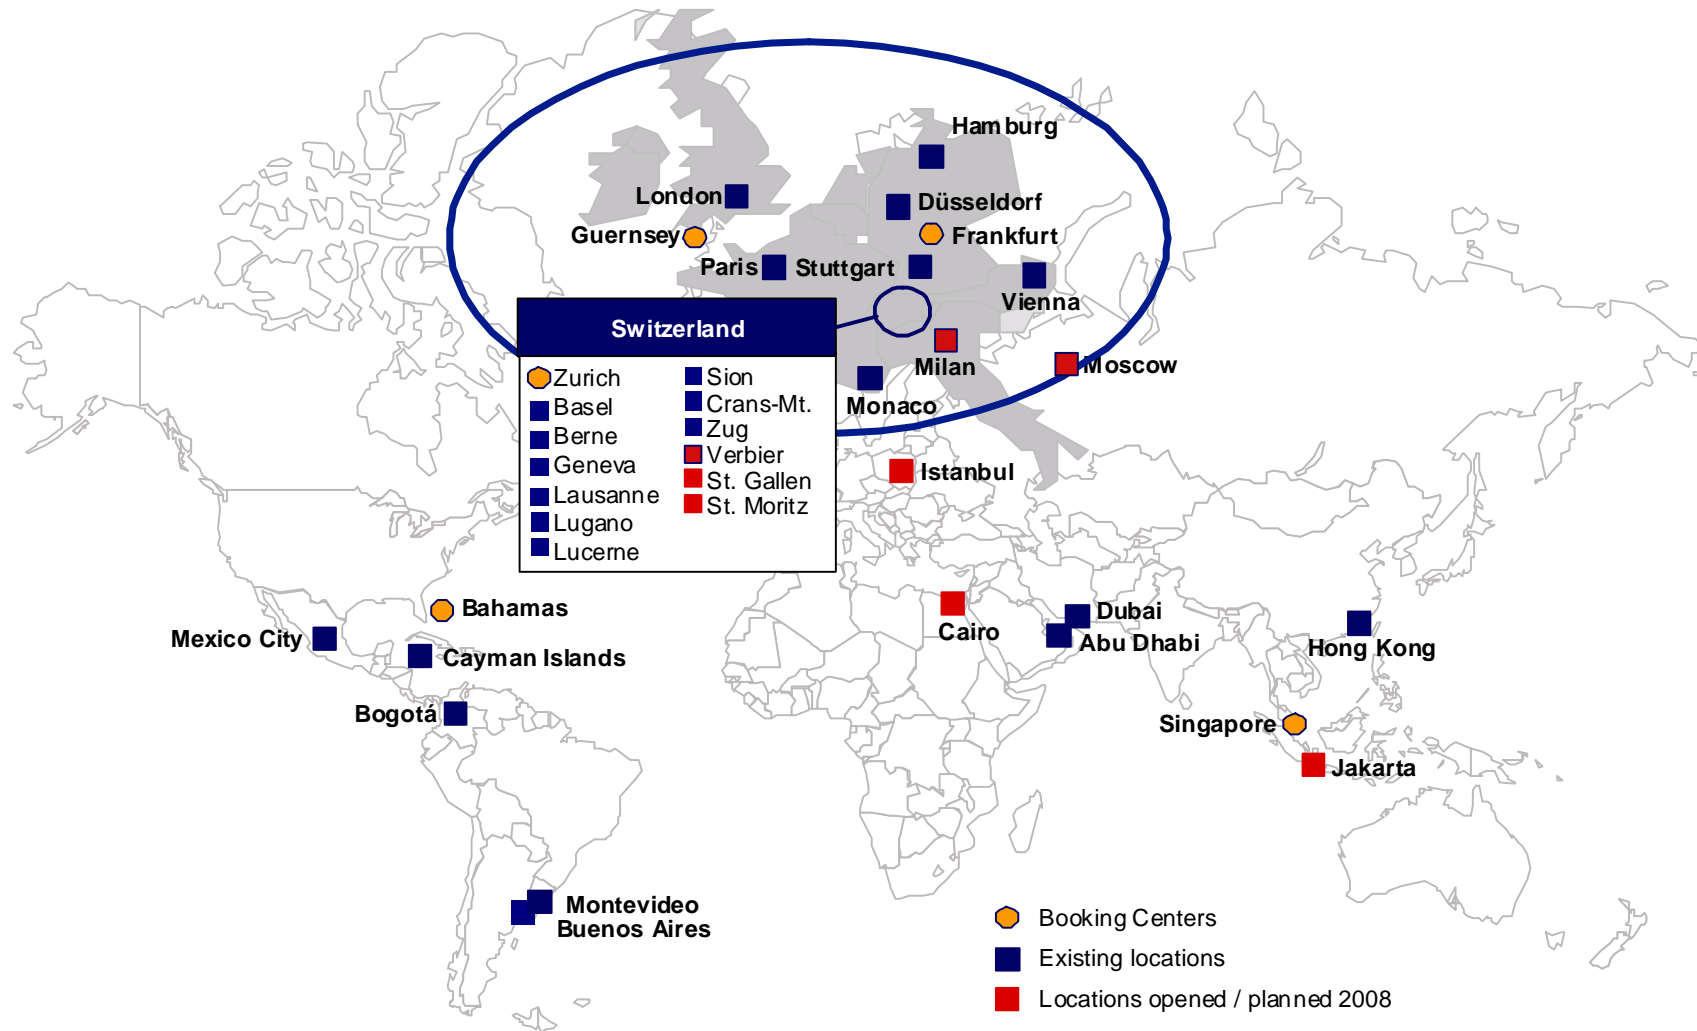 Hamburg
London
Düsseldorf
Guernsey
Frankfurt
Paris
Stuttgart
Vienna
Switzerland
Milan
Moscow
Monaco
Zurich
Basel
Berne
Geneva
Lausanne
Lugano
Lucerne
Sion
Crans-Mt.
Zug
Verbier
St. Gallen
St. Moritz
Istanbul
Bahamas
Mexico City
Cayman Islands
Bogotá
Cairo
Dubai
Abu Dhabi
Hong Kong
Singapore
Jakarta
Montevideo
Buenos Aires
Booking Centers
Existing locations
Locations opened / planned 2008